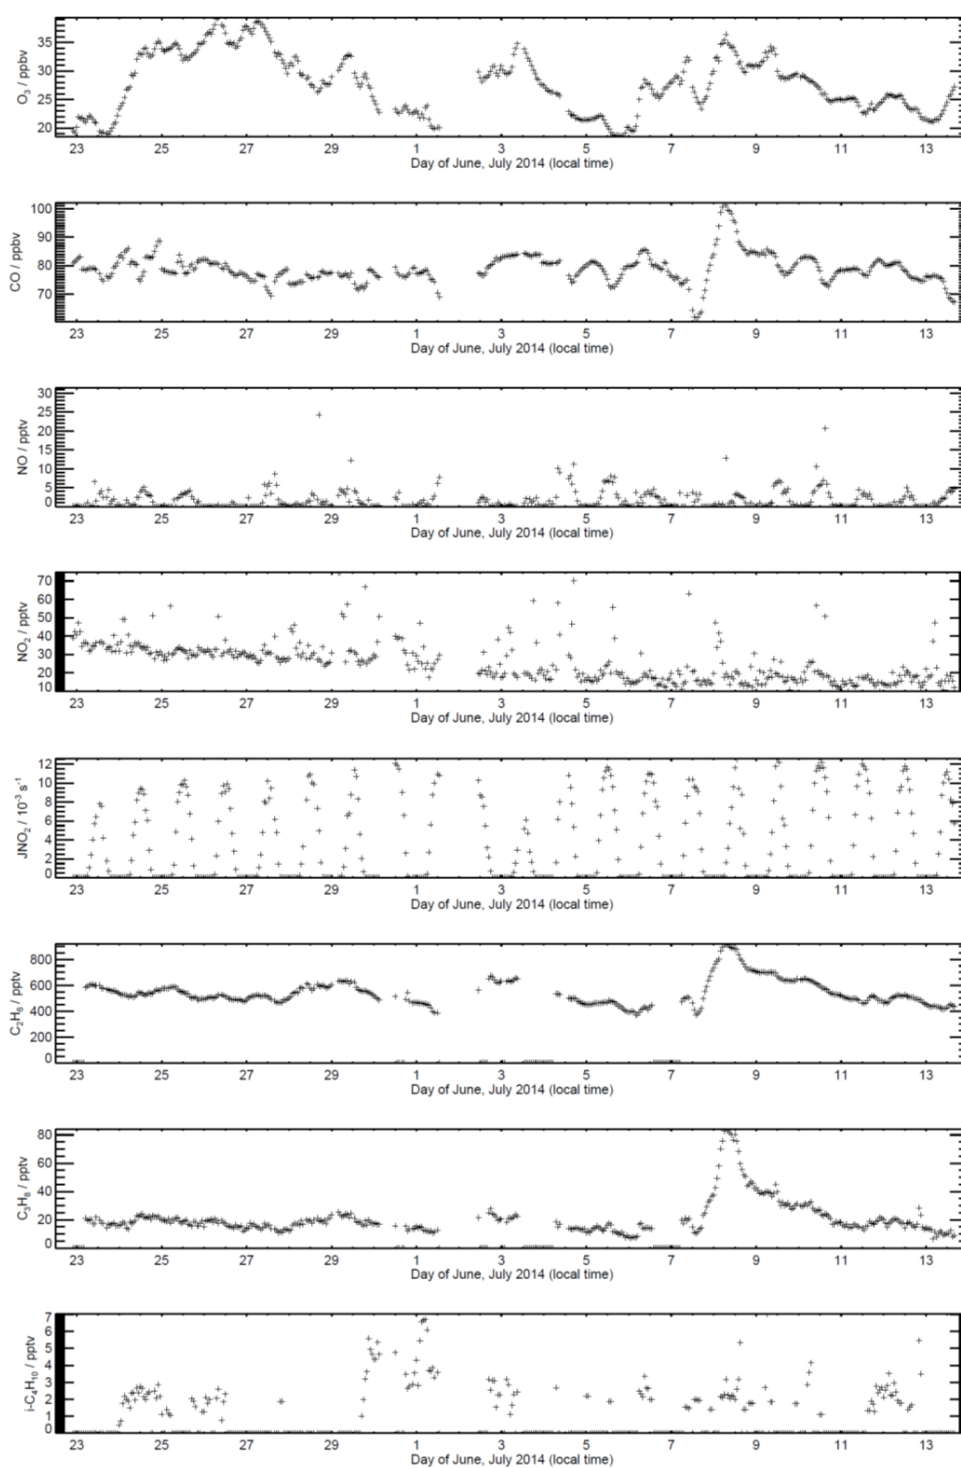 O₃ / ppbv
35
30
25
20
23 25 27 29 1 3 5 7 9 11 13
Day of June, July 2014 (local time)
CO / ppbv
100
90
80
70
23 25 27 29 1 3 5 7 9 11 13
Day of June, July 2014 (local time)
NO / pptv
30
25
20
15
10
5
0
23 25 27 29 1 3 5 7 9 11 13
Day of June, July 2014 (local time)
NO₂ / pptv
70
60
50
40
30
20
10
23 25 27 29 1 3 5 7 9 11 13
Day of June, July 2014 (local time)
JNO₂ / 10⁻³ s⁻¹
12
10
8
6
4
2
0
23 25 27 29 1 3 5 7 9 11 13
Day of June, July 2014 (local time)
C₂H₆ / pptv
800
600
400
200
0
23 25 27 29 1 3 5 7 9 11 13
Day of June, July 2014 (local time)
C₃H₈ / pptv
80
60
40
20
0
23 25 27 29 1 3 5 7 9 11 13
Day of June, July 2014 (local time)
i-C₄H₁₀ / pptv
7
6
5
4
3
2
1
0
23 25 27 29 1 3 5 7 9 11 13
Day of June, July 2014 (local time)